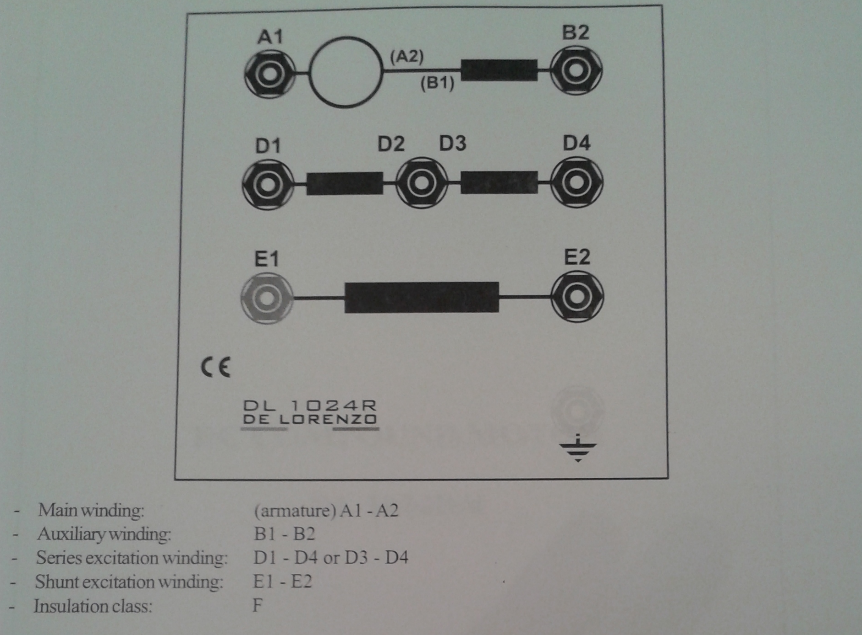 A1 (A2) (B1) B2
D1 D2 D3 D4
E1 E2
CE
DL 1024R
DE LORENZO
- Main winding: (armature) A1 - A2
- Auxiliary winding: B1 - B2
- Series excitation winding: D1 - D4 or D3 - D4
- Shunt excitation winding: E1 - E2
- Insulation class: F